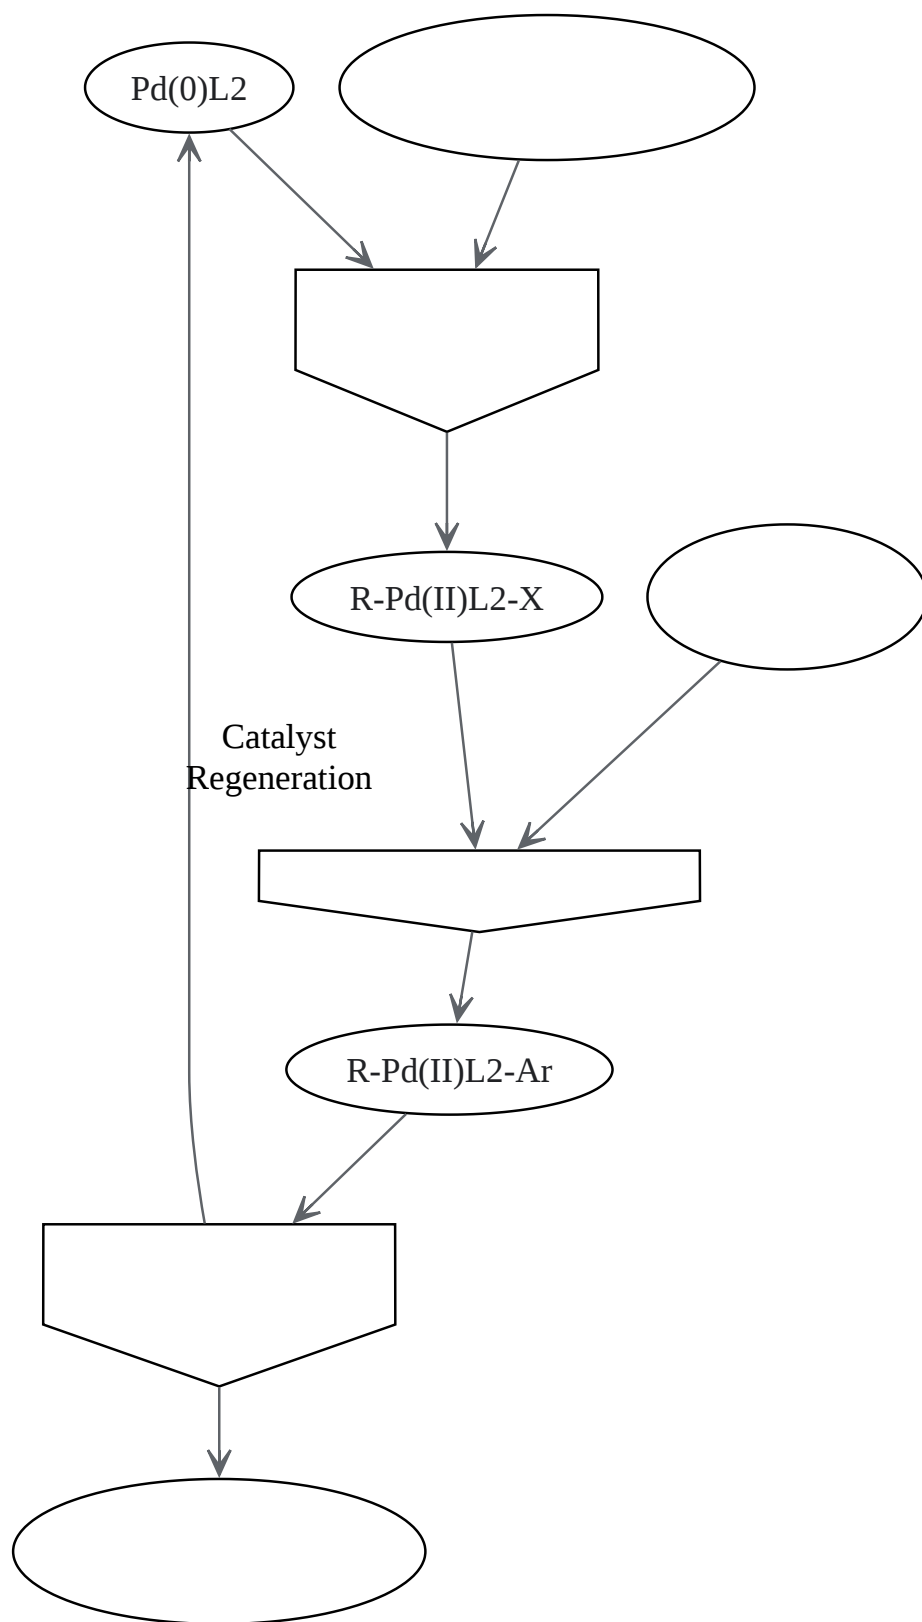 Pd(0)L2
R-Pd(II)L2-X
Catalyst
Regeneration
R-Pd(II)L2-Ar